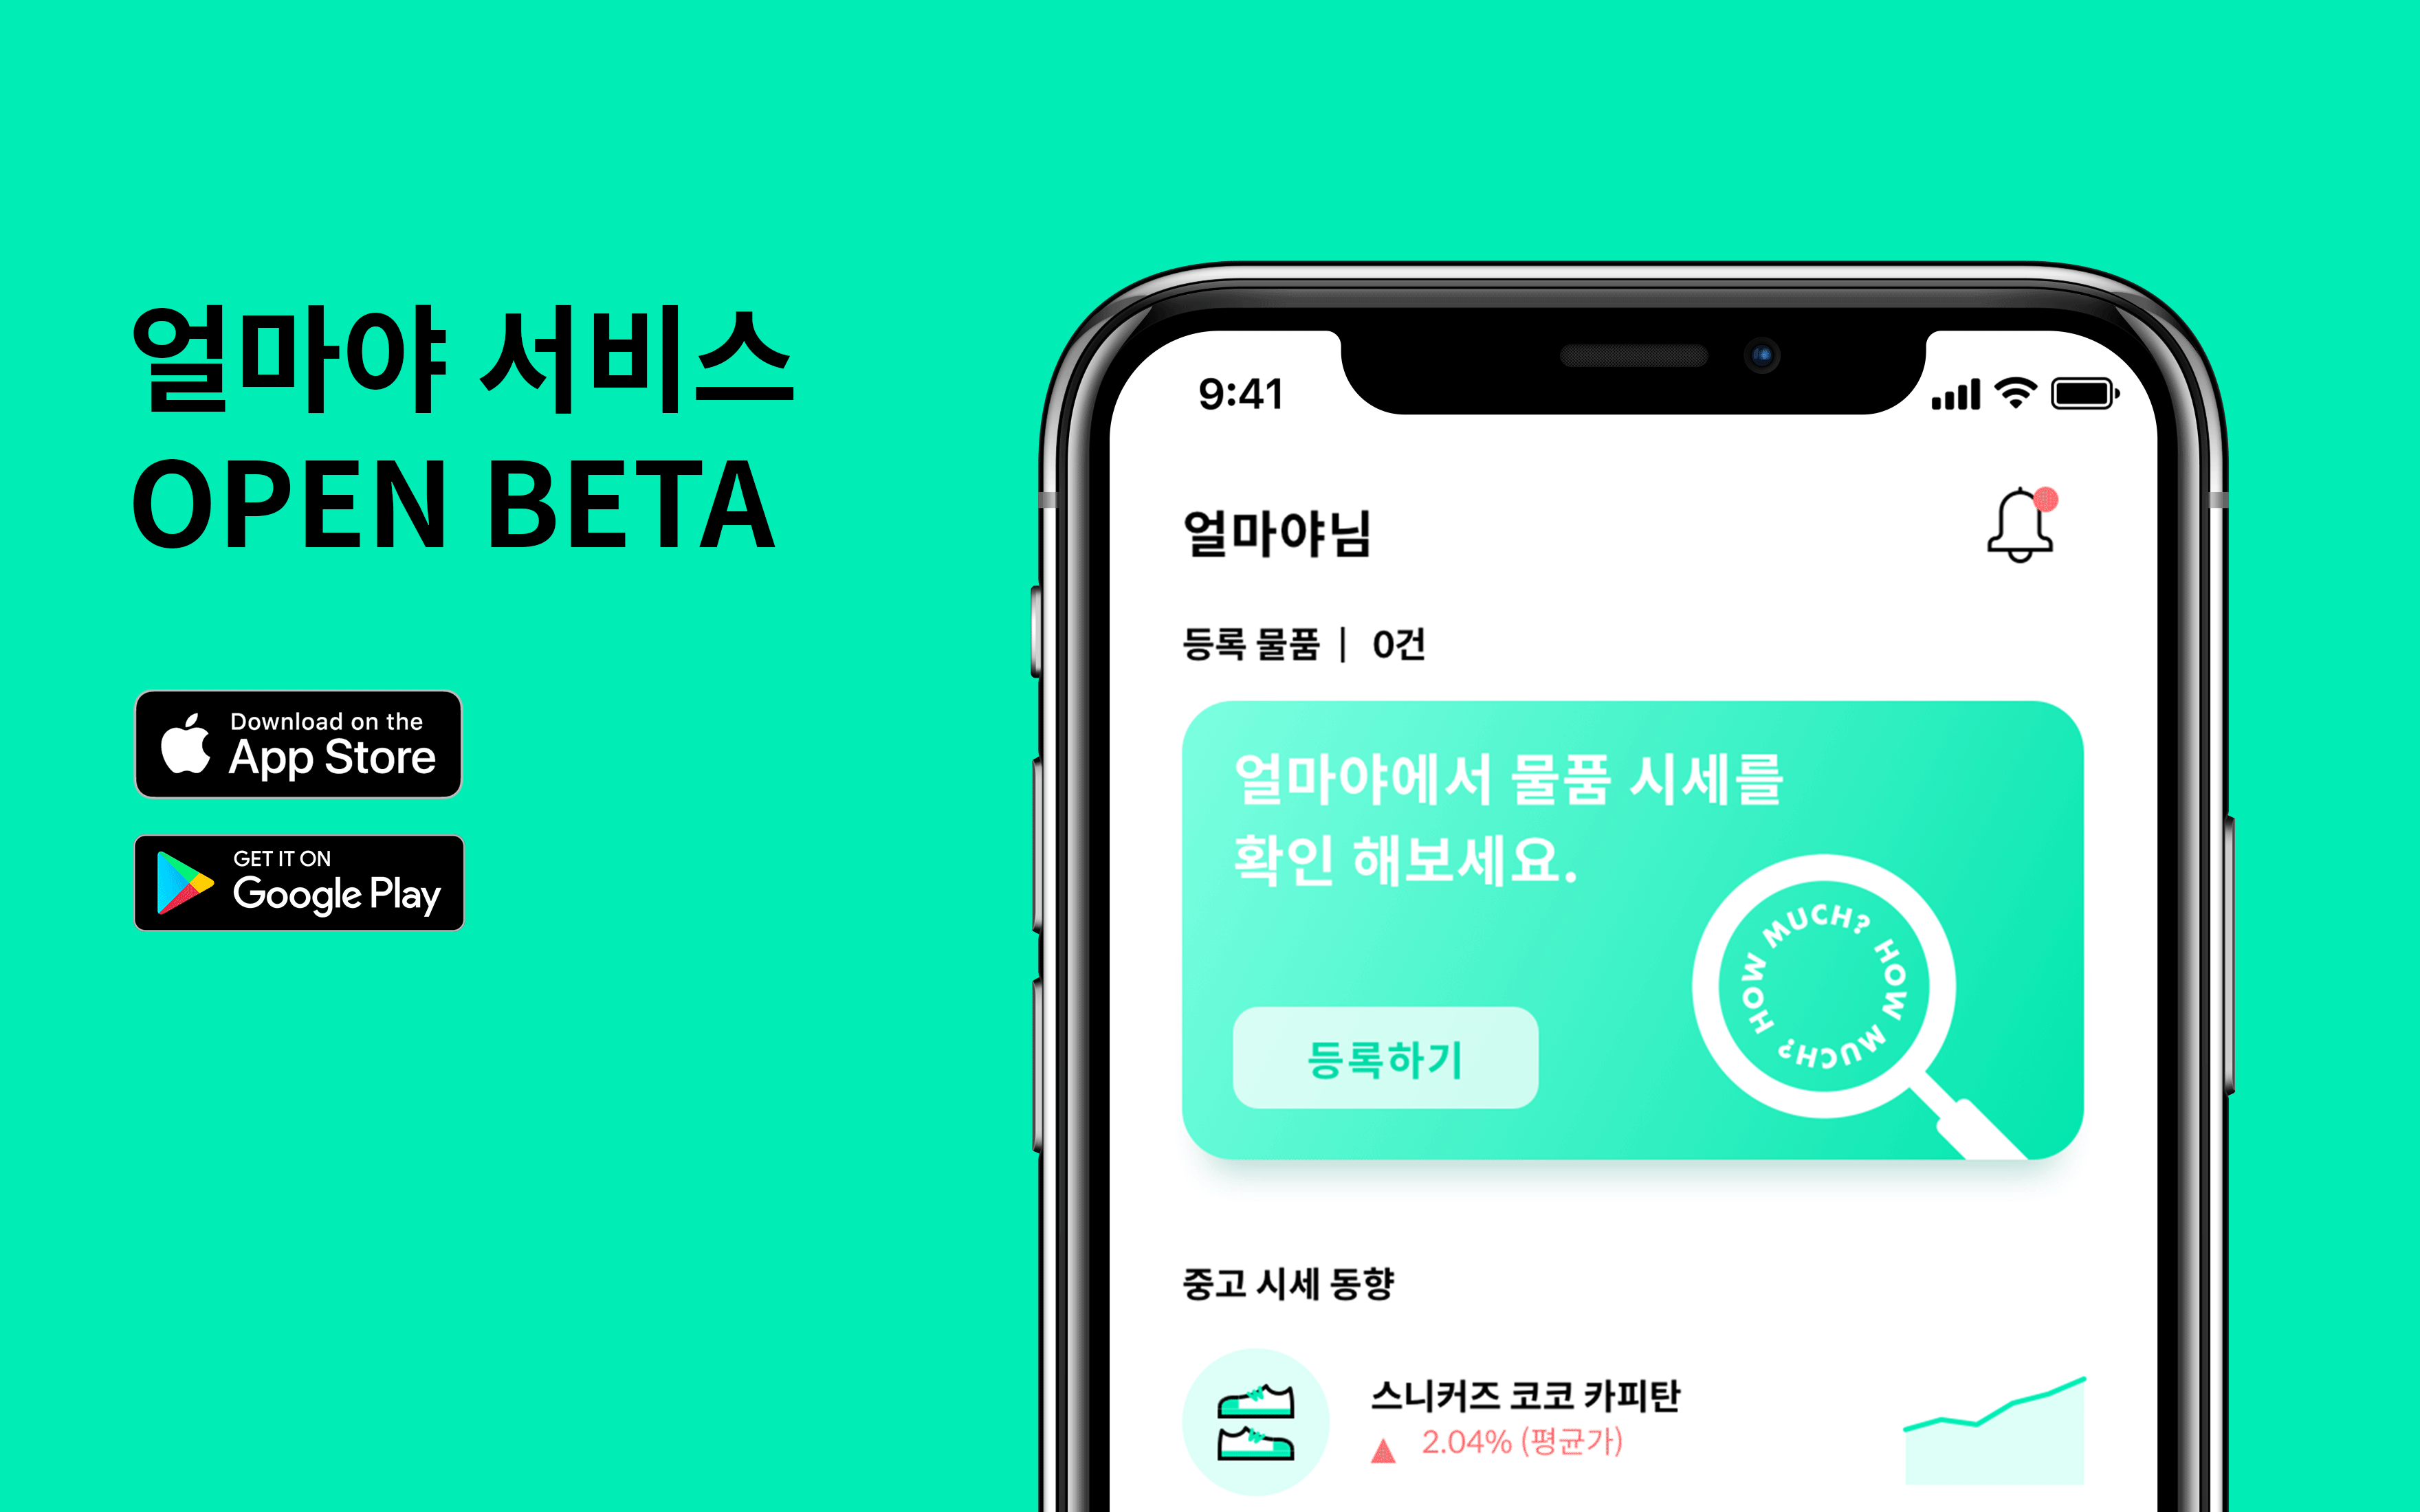 얼마야 서비스
OPEN BETA
Download on the
App Store
GET IT ON
Google Play
9:41
얼마야님
등록 물품 | 0건
얼마야에서 물품 시세를
확인 해보세요.
HOW MUCH? HOW MUCH?
등록하기
중고 시세 동향
스니커즈 코코 카피탄
▲ 2.04% (평균가)